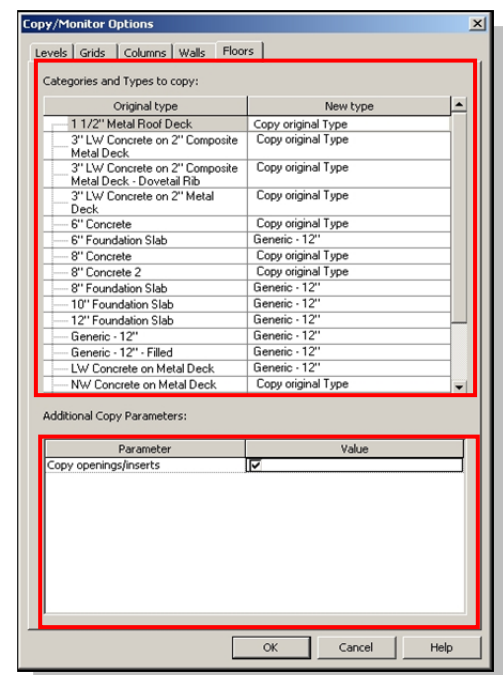 Copy/Monitor Options
Levels Grids Columns Walls Floors
Categories and Types to copy:
Original type New type
1 1/2" Metal Roof Deck Copy original Type
3" LW Concrete on 2" Composite Copy original Type
Metal Deck
3" LW Concrete on 2" Composite Copy original Type
Metal Deck - Dovetail Rib
3" LW Concrete on 2" Metal Copy original Type
Deck
6" Concrete Copy original Type
6" Foundation Slab Generic - 12"
8" Concrete Copy original Type
8" Concrete 2 Copy original Type
8" Foundation Slab Generic - 12"
10" Foundation Slab Generic - 12"
12" Foundation Slab Generic - 12"
Generic - 12" Generic - 12"
Generic - 12" - Filled Generic - 12"
LW Concrete on Metal Deck Generic - 12"
NW Concrete on Metal Deck Copy original Type
Additional Copy Parameters:
Parameter Value
Copy openings/inserts
OK Cancel Help